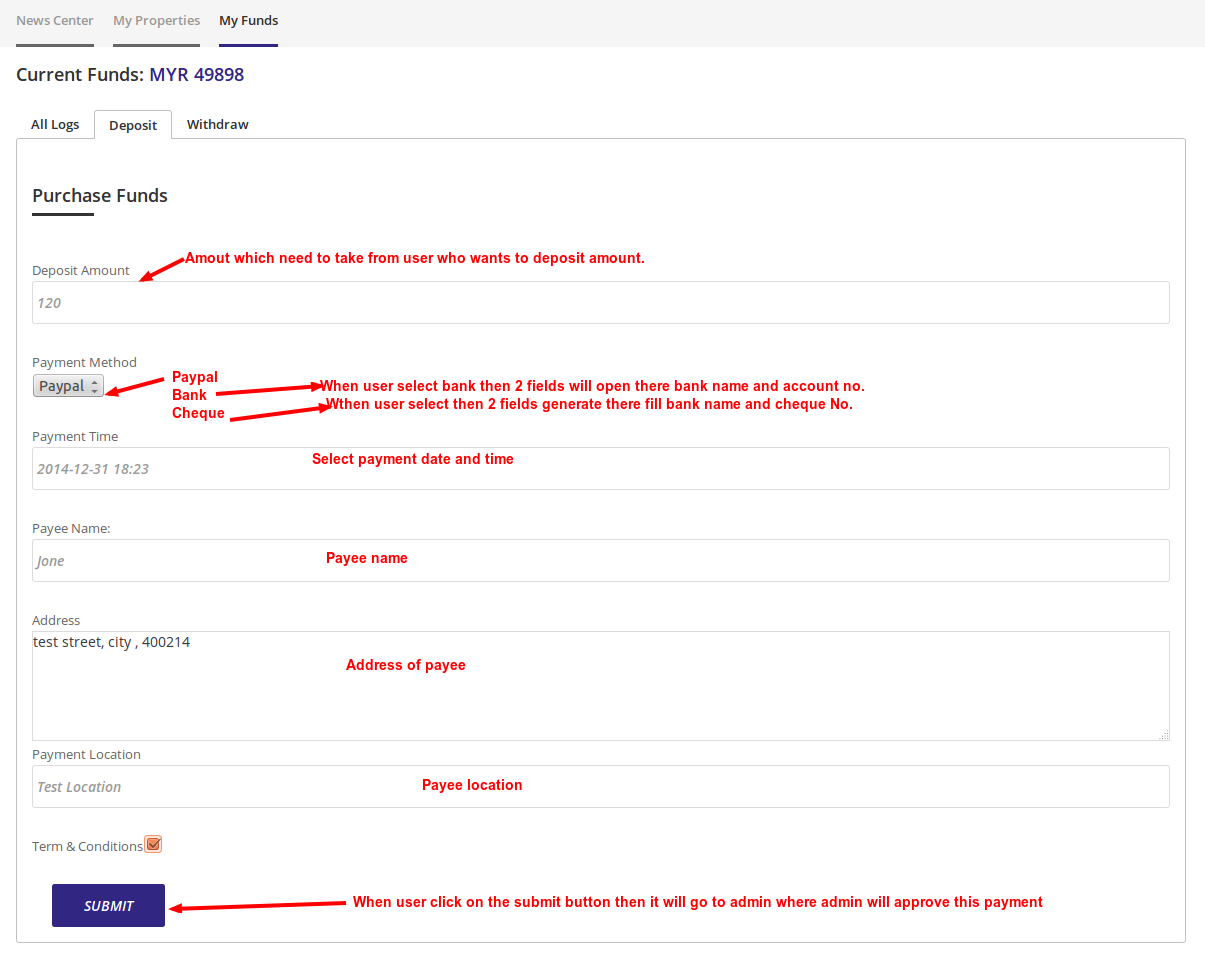 News Center My Properties My Funds
Current Funds: MYR 49898
All Logs Deposit Withdraw
Purchase Funds
Amout which need to take from user who wants to deposit amount.
Deposit Amount
120
Payment Method
Paypal
Paypal
Bank
Cheque
When user select bank then 2 fields will open there bank name and account no.
Wthen user select then 2 fields generate there fill bank name and cheque No.
Payment Time
2014-12-31 18:23
Select payment date and time
Payee Name:
Jone
Payee name
Address
test street, city , 400214
Address of payee
Payment Location
Test Location
Payee location
Term & Conditions
SUBMIT
When user click on the submit button then it will go to admin where admin will approve this payment